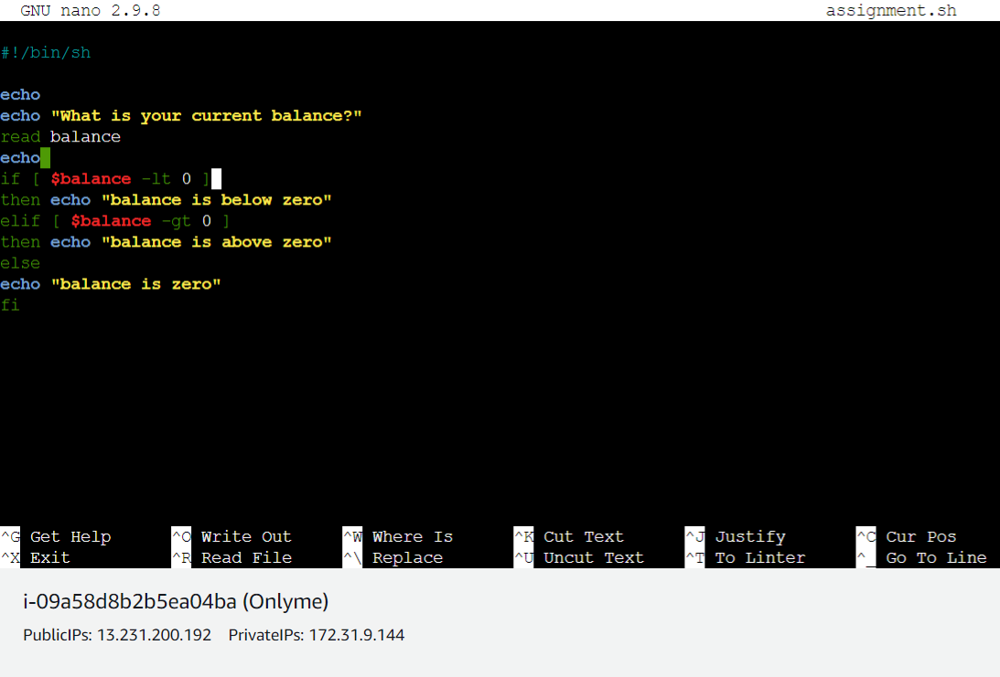 GNU nano 2.9.8 assignment.sh
#!/bin/sh
echo
echo "What is your current balance?"
read balance
echo
if [ $balance -lt 0 ]
then echo "balance is below zero"
elif [ $balance -gt 0 ]
then echo "balance is above zero"
else
echo "balance is zero"
fi
^G Get Help ^O Write Out ^W Where Is ^K Cut Text ^J Justify ^C Cur Pos
^X Exit ^R Read File ^\ Replace ^U Uncut Text ^T To Linter ^_ Go To Line
i-09a58d8b2b5ea04ba (Onlyme)
PublicIPs: 13.231.200.192 PrivateIPs: 172.31.9.144